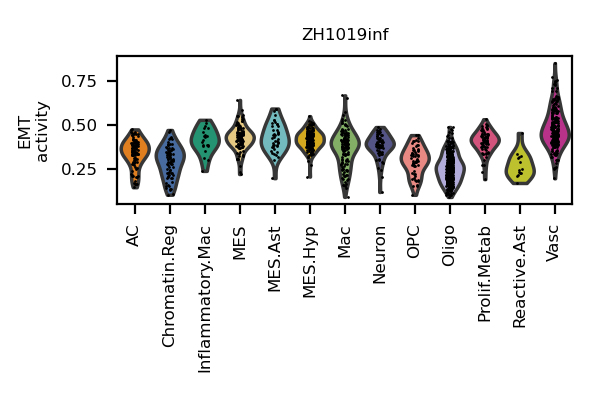 ZH1019inf
EMT
activity
0.75
0.50
0.25
AC
Chromatin.Reg
Inflammatory.Mac
MES
MES.Ast
MES.Hyp
Mac
Neuron
OPC
Oligo
Prolif.Metab
Reactive.Ast
Vasc